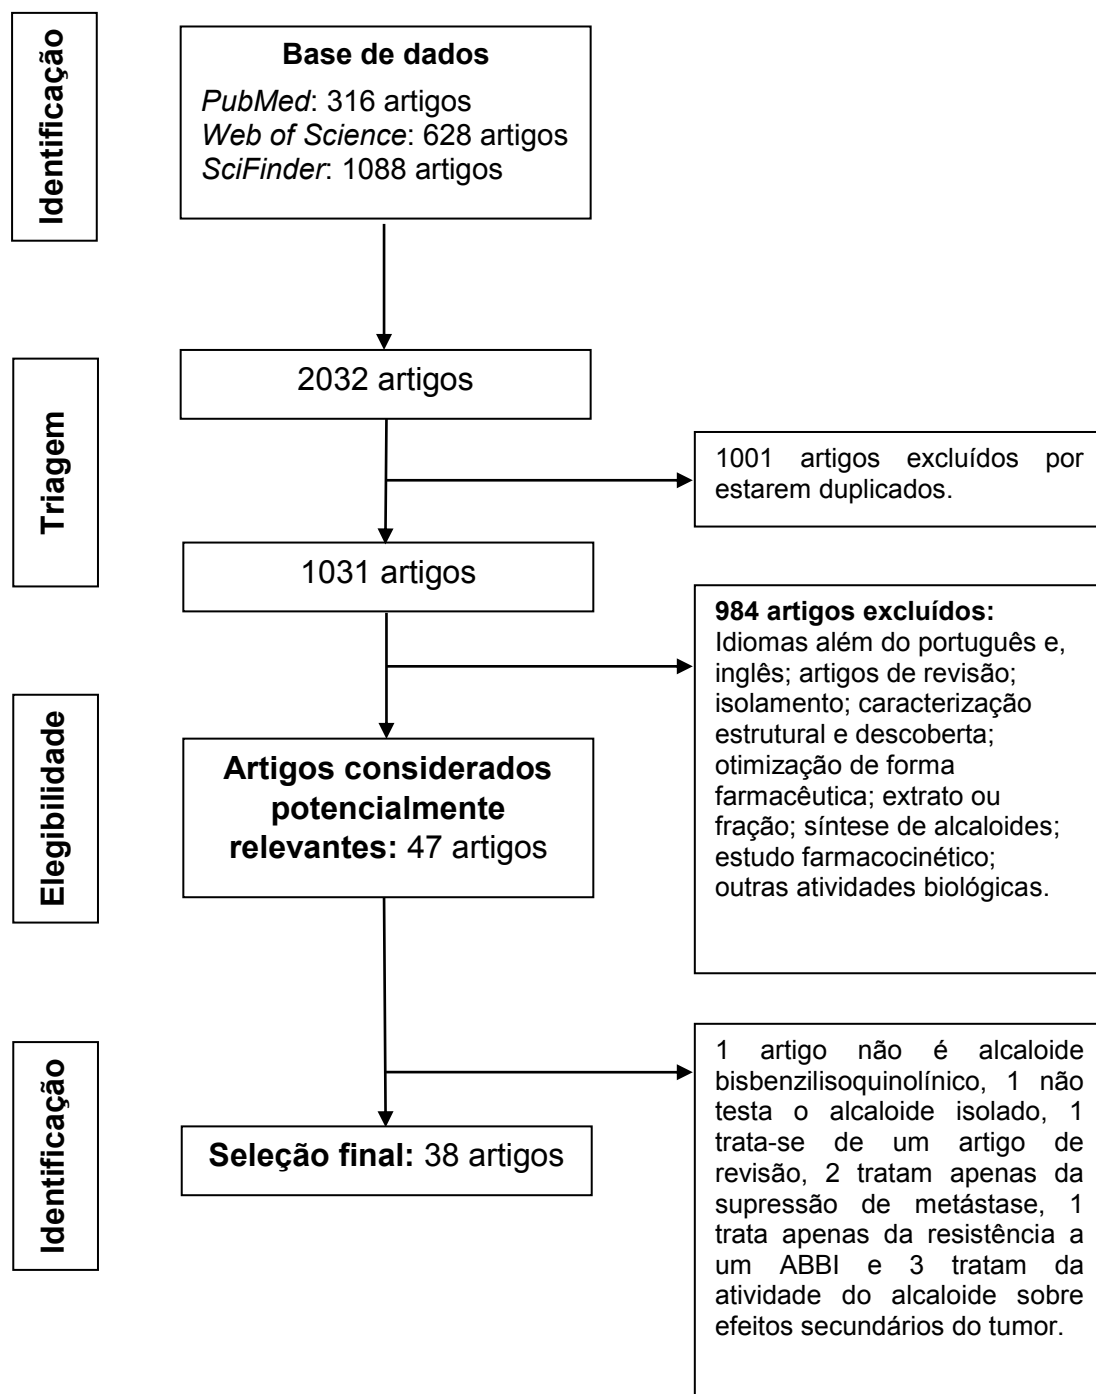 Identificação
Base de dados
PubMed: 316 artigos
Web of Science: 628 artigos
SciFinder: 1088 artigos
Triagem
2032 artigos
1001 artigos excluídos por
estarem duplicados.
1031 artigos
Elegibilidade
984 artigos excluídos:
Idiomas além do português e,
inglês; artigos de revisão;
isolamento; caracterização
estrutural e descoberta;
otimização de forma
farmacêutica; extrato ou
fração; síntese de alcaloides;
estudo farmacocinético;
outras atividades biológicas.
Artigos considerados
potencialmente
relevantes: 47 artigos
Identificação
1 artigo não é alcaloide
bisbenzilisoquinolínico, 1 não
testa o alcaloide isolado, 1
trata-se de um artigo de
revisão, 2 tratam apenas da
supressão de metástase, 1
trata apenas da resistência a
um ABBI e 3 tratam da
atividade do alcaloide sobre
efeitos secundários do tumor.
Seleção final: 38 artigos